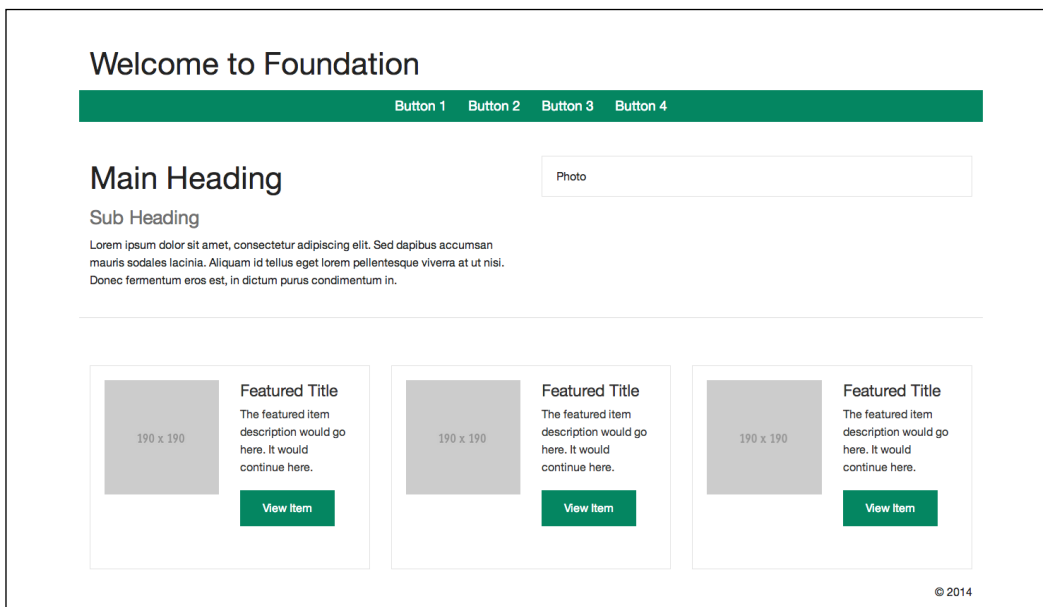 Welcome to Foundation
Button 1 Button 2 Button 3 Button 4
Main Heading
Sub Heading
Lorem ipsum dolor sit amet, consectetur adipiscing elit. Sed dapibus accumsan
mauris sodales lacinia. Aliquam id tellus eget lorem pellentesque viverra at ut nisi.
Donec fermentum eros est, in dictum purus condimentum in.
Photo
190 x 190
Featured Title
The featured item
description would go
here. It would
continue here.
View Item
190 x 190
Featured Title
The featured item
description would go
here. It would
continue here.
View Item
190 x 190
Featured Title
The featured item
description would go
here. It would
continue here.
View Item
© 2014